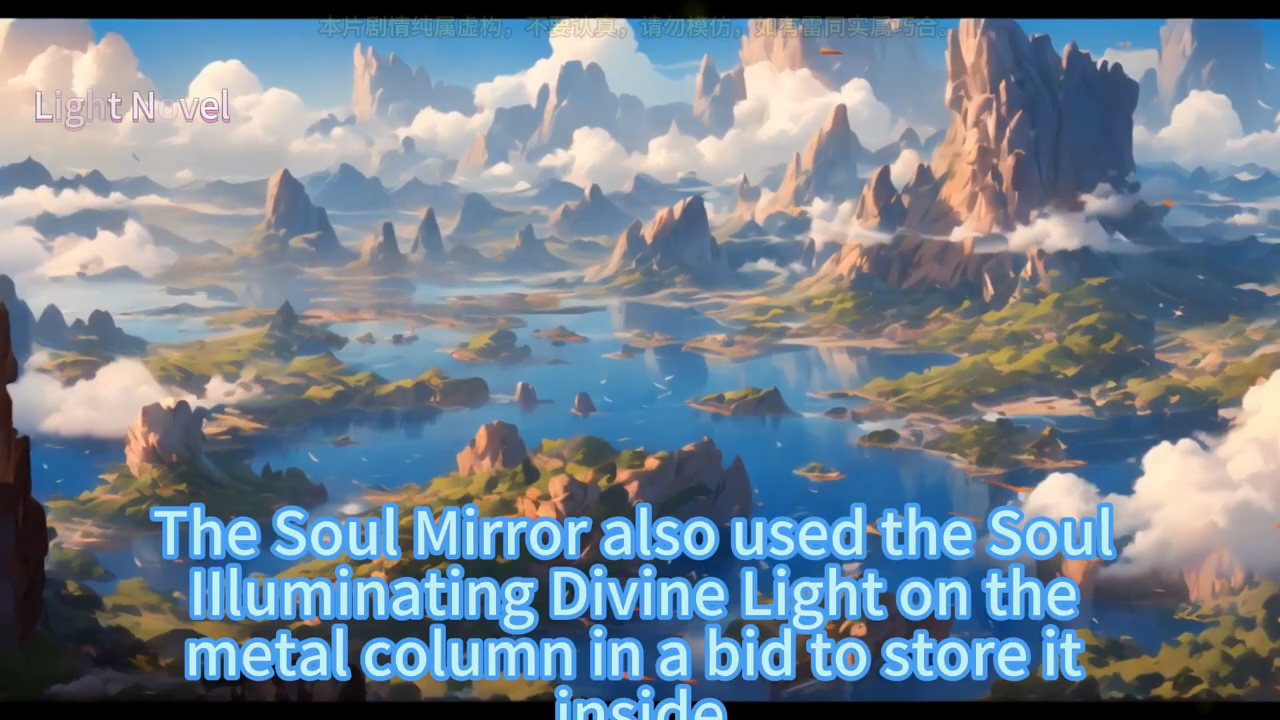 本片剧情纯属虚构，不要认真，请勿模仿，如有雷同实属巧合。
Light Novel
The Soul Mirror also used the Soul
Illuminating Divine Light on the
metal column in a bid to store it
inside